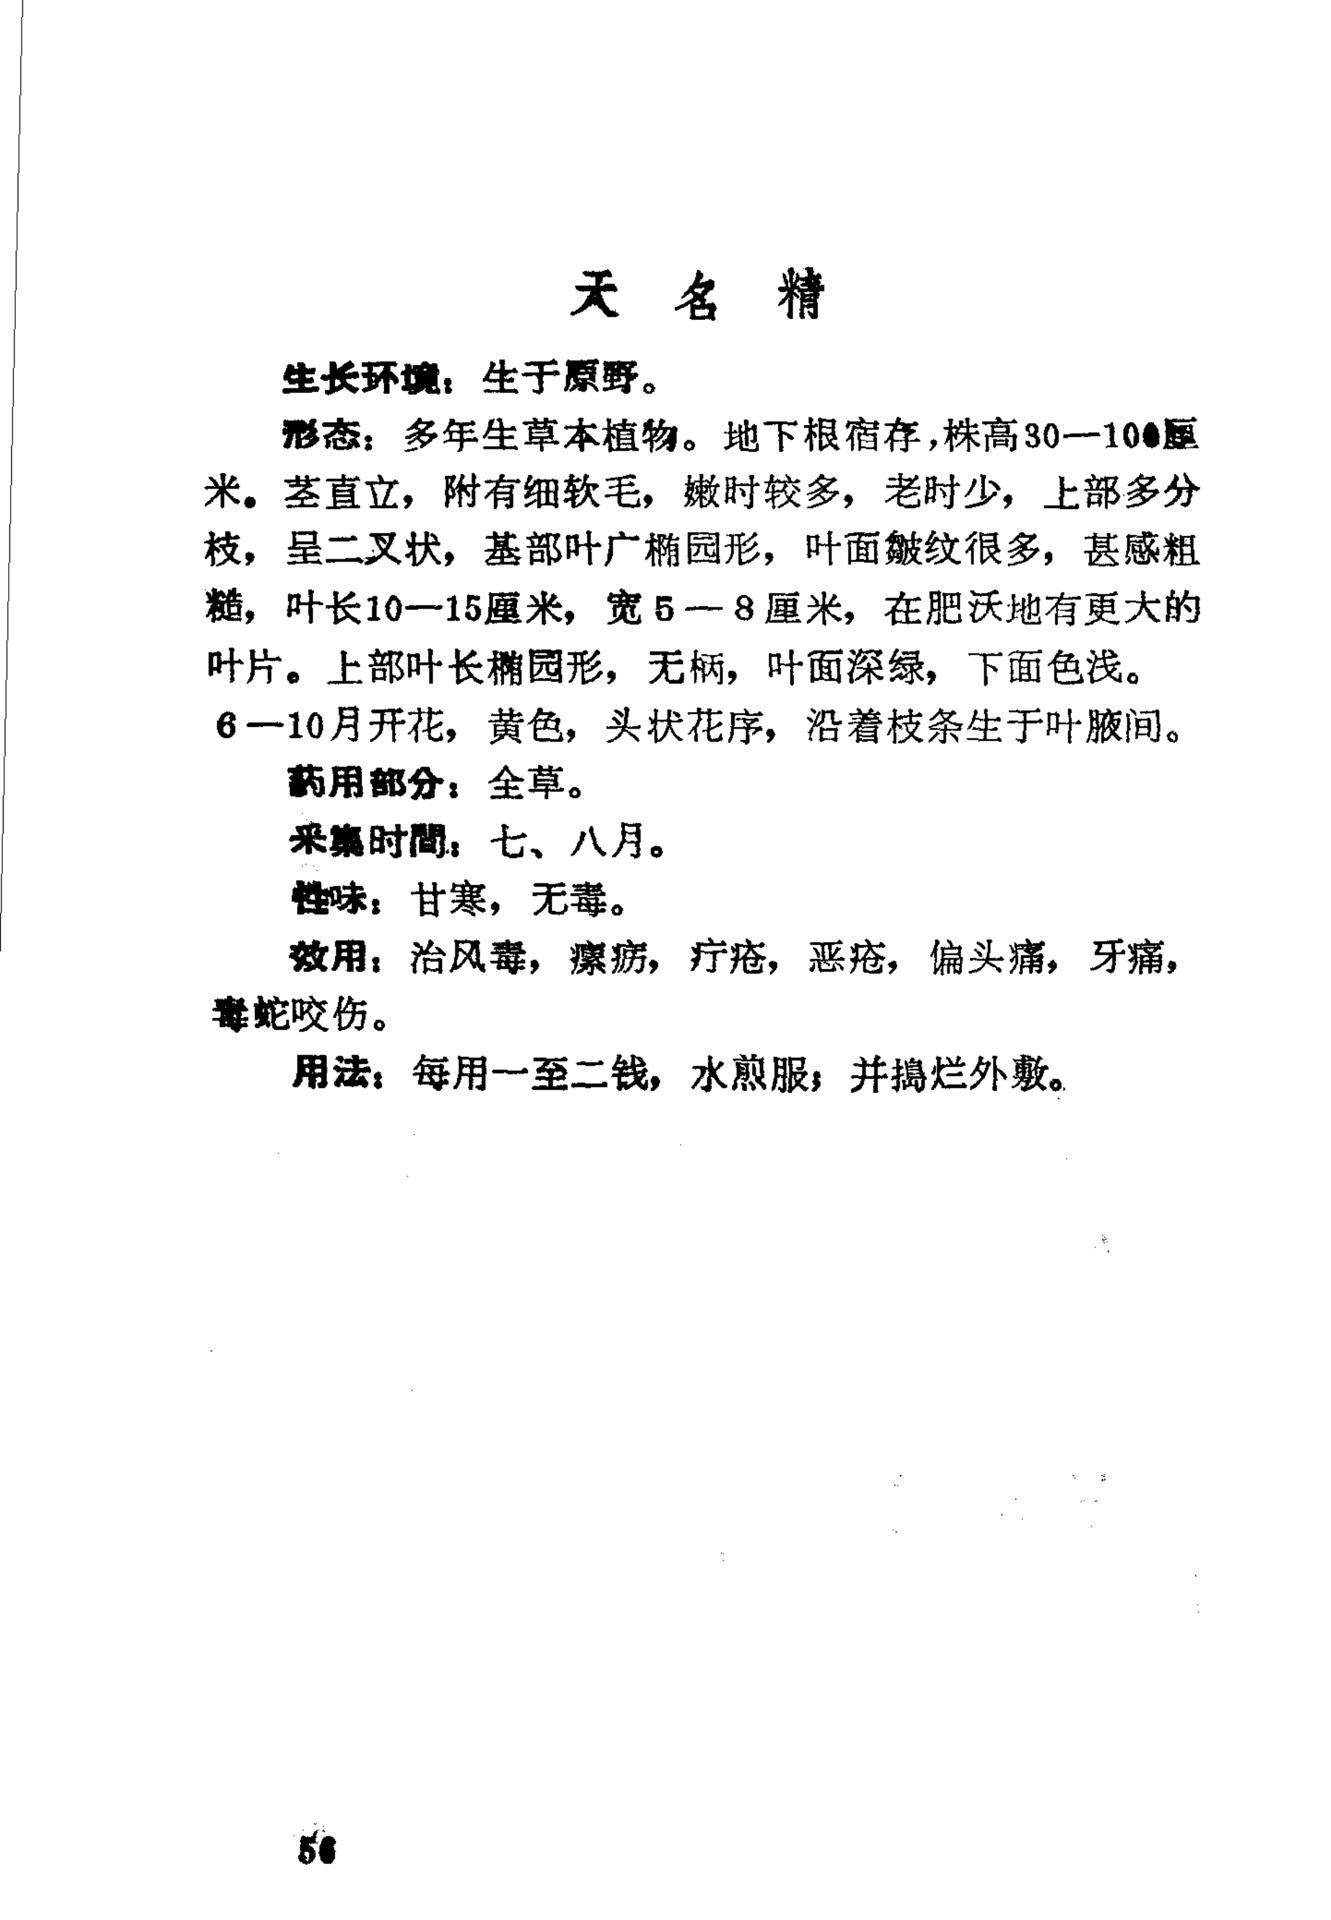 天名精
生长环境：生于原野。
形态：多年生草本植物。地下根宿存，株高30—100厘
米。茎直立，附有细软毛，嫩时较多，老时少，上部多分
枝，呈二叉状，基部叶广椭园形，叶面皺纹很多，甚感粗
糙，叶长10—15厘米，宽5—8厘米，在肥沃地有更大的
叶片。上部叶长椭园形，无柄，叶面深绿，下面色浅。
6—10月开花，黄色，头状花序，沿着枝条生于叶腋间。
药用部分：全草。
采集时間：七、八月。
性味：甘寒，无毒。
效用：治风毒，瘰疬，疔疮，恶疮，偏头痛，牙痛，
毒蛇咬伤。
用法：每用一至二钱，水煎服；并搗烂外敷。
56